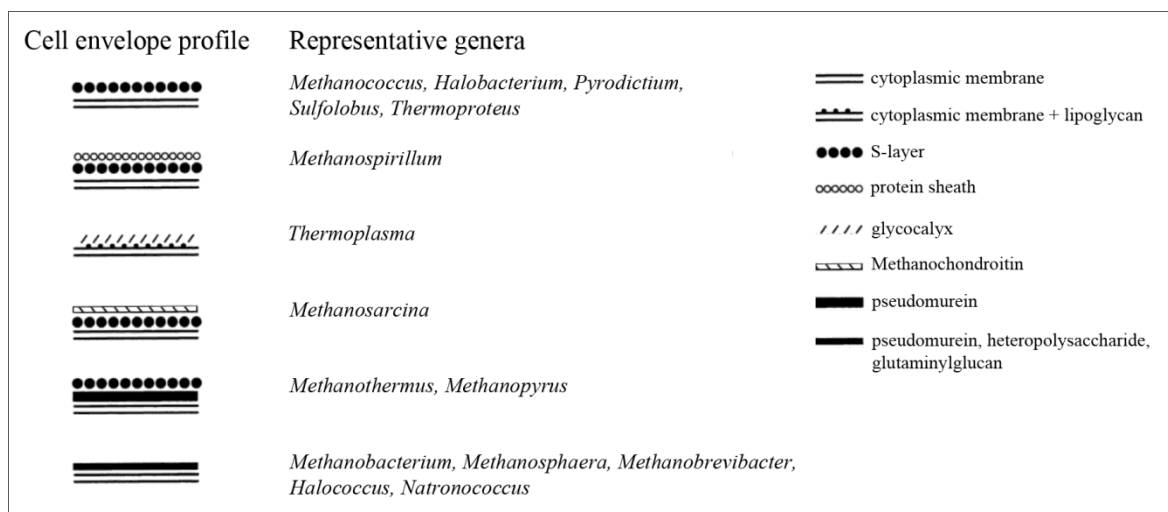 Cell envelope profile
Representative genera
Methanococcus, Halobacterium, Pyrodictium,
Sulfolobus, Thermoproteus
Methanospirillum
Thermoplasma
Methanosarcina
Methanothermus, Methanopyrus
Methanobacterium, Methanosphaera, Methanobrevibacter,
Halococcus, Natronococcus
cytoplasmic membrane
cytoplasmic membrane + lipoglycan
S-layer
protein sheath
glycocalyx
Methanochondroitin
pseudomurein
pseudomurein, heteropolysaccharide,
glutaminylglucan